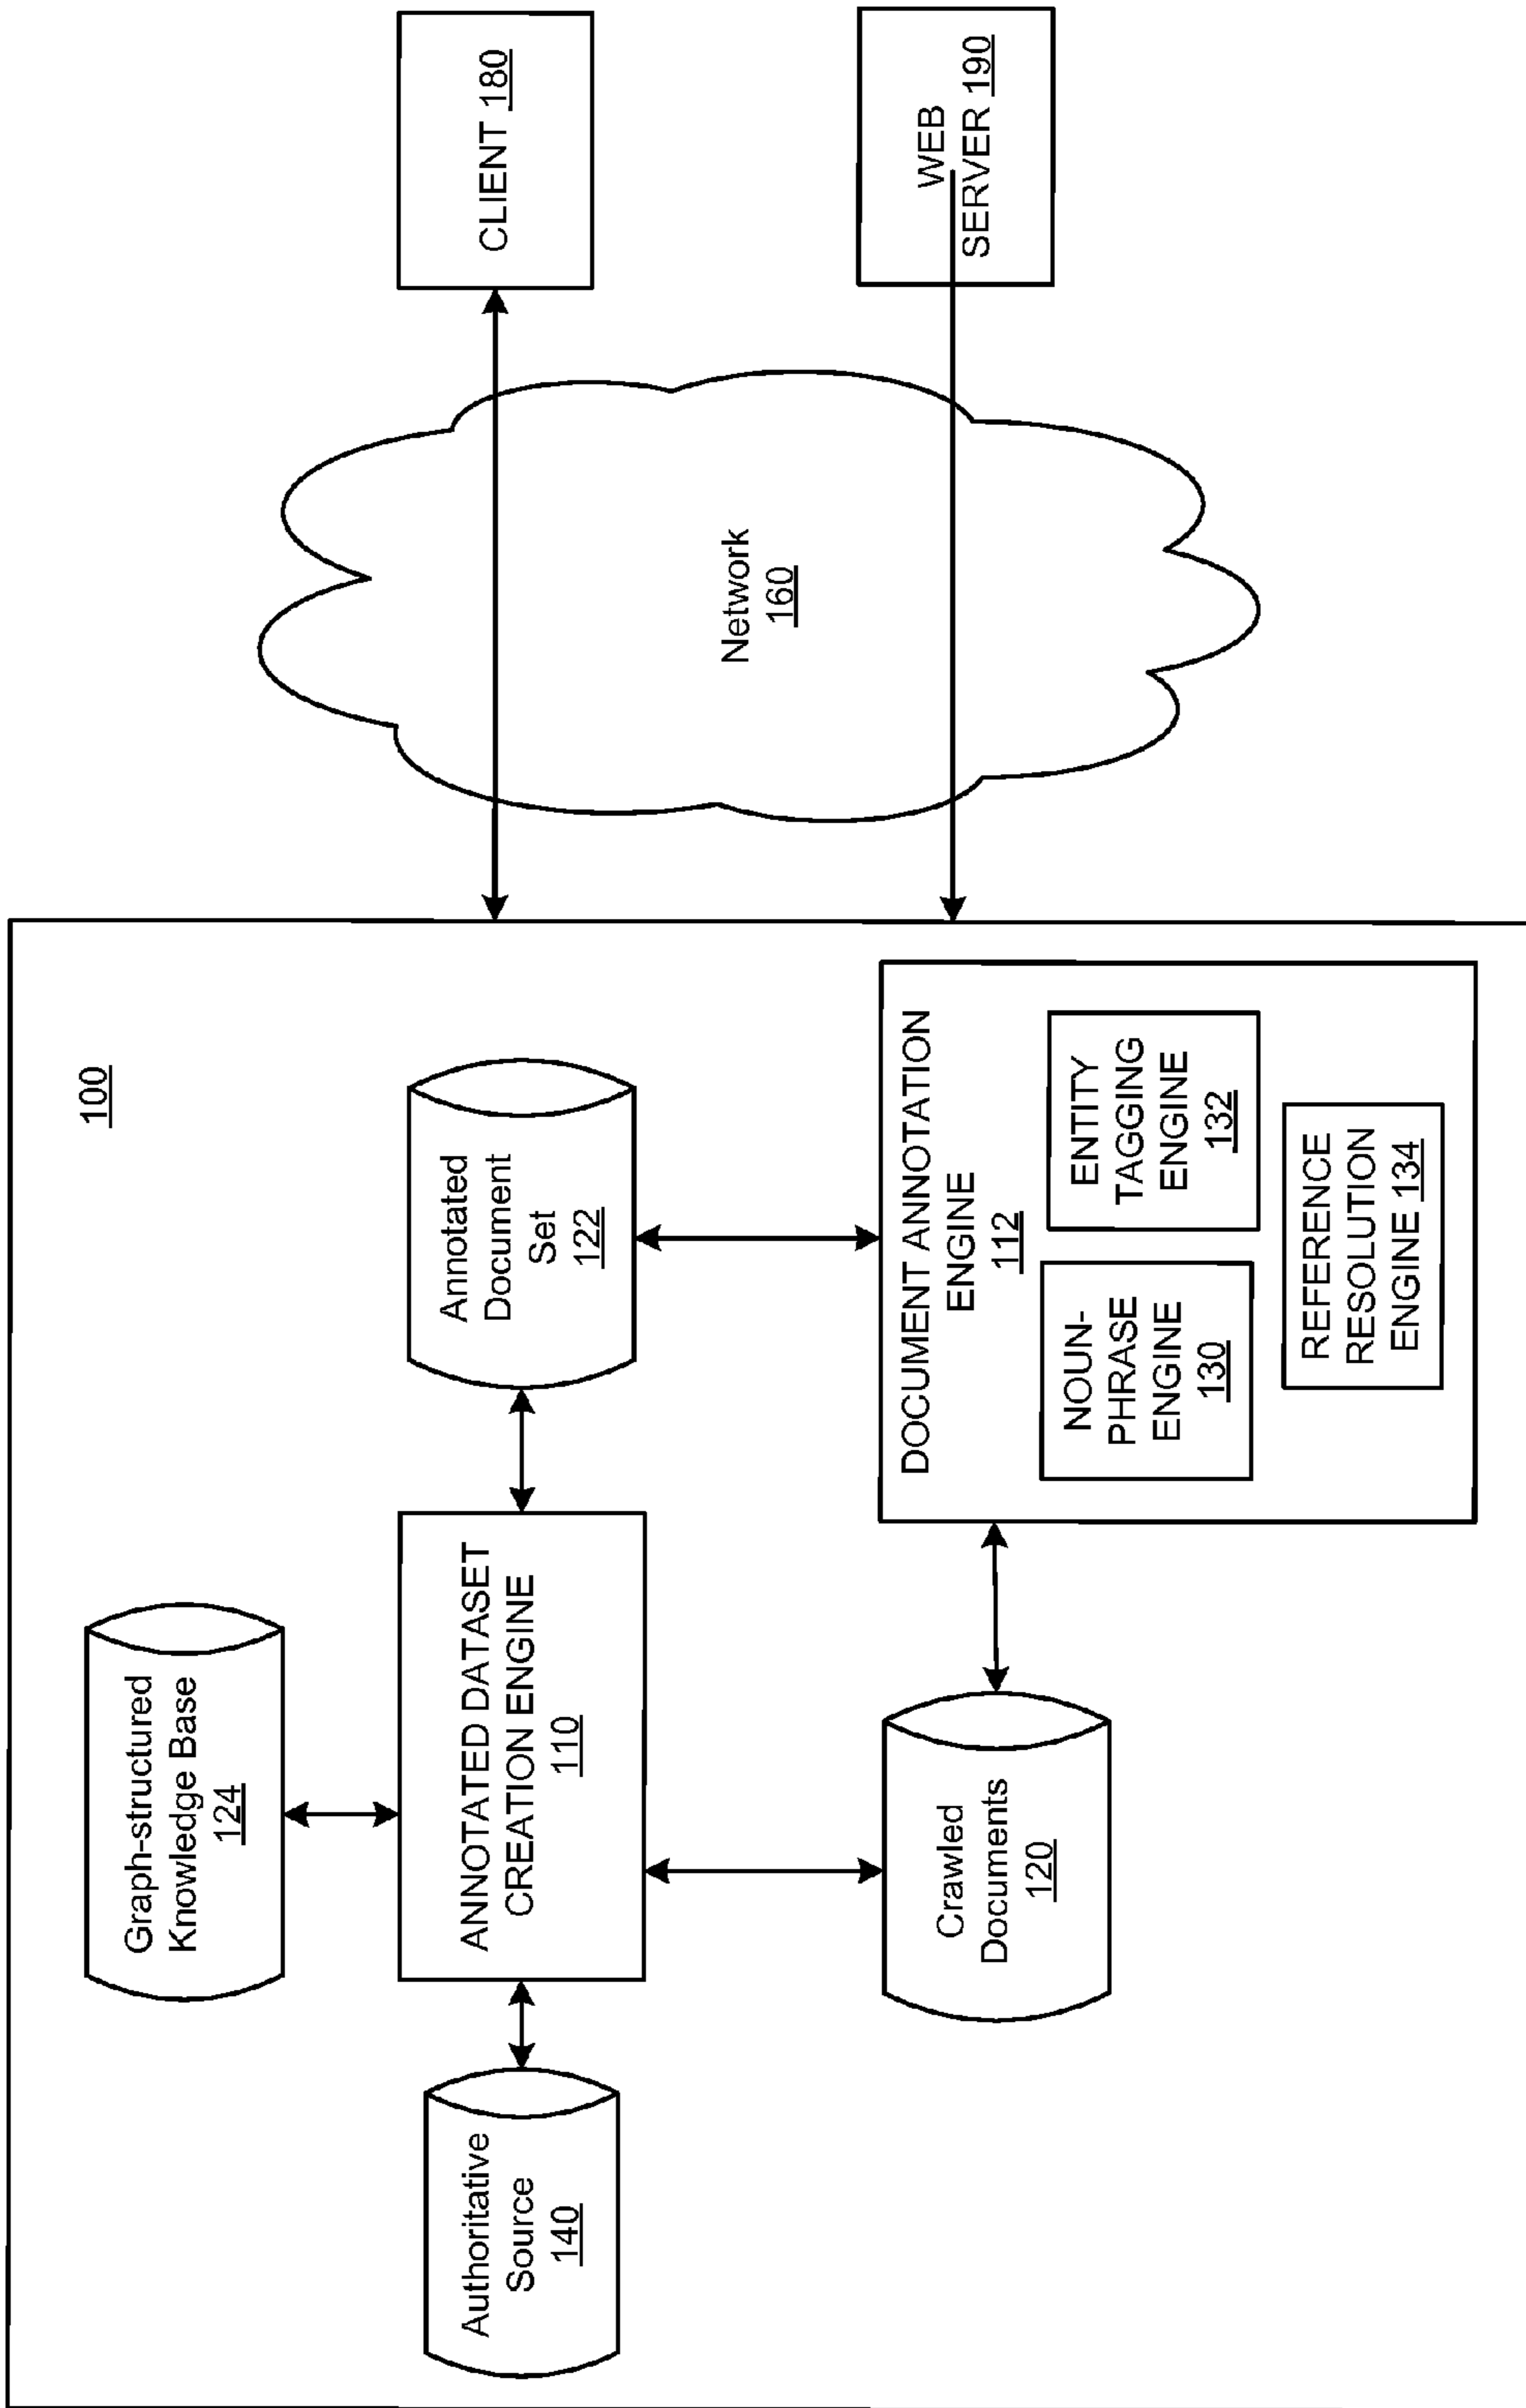 100
Graph-structured
Knowledge Base
124
Authoritative
Source
140
ANNOTATED DATASET
CREATION ENGINE
110
Annotated
Document
Set
122
Crawled
Documents
120
DOCUMENT ANNOTATION
ENGINE
112
NOUN-
PHRASE
ENGINE
130
ENTITY
TAGGING
ENGINE
132
REFERENCE
RESOLUTION
ENGINE 134
Network
160
CLIENT 180
WEB
SERVER 190